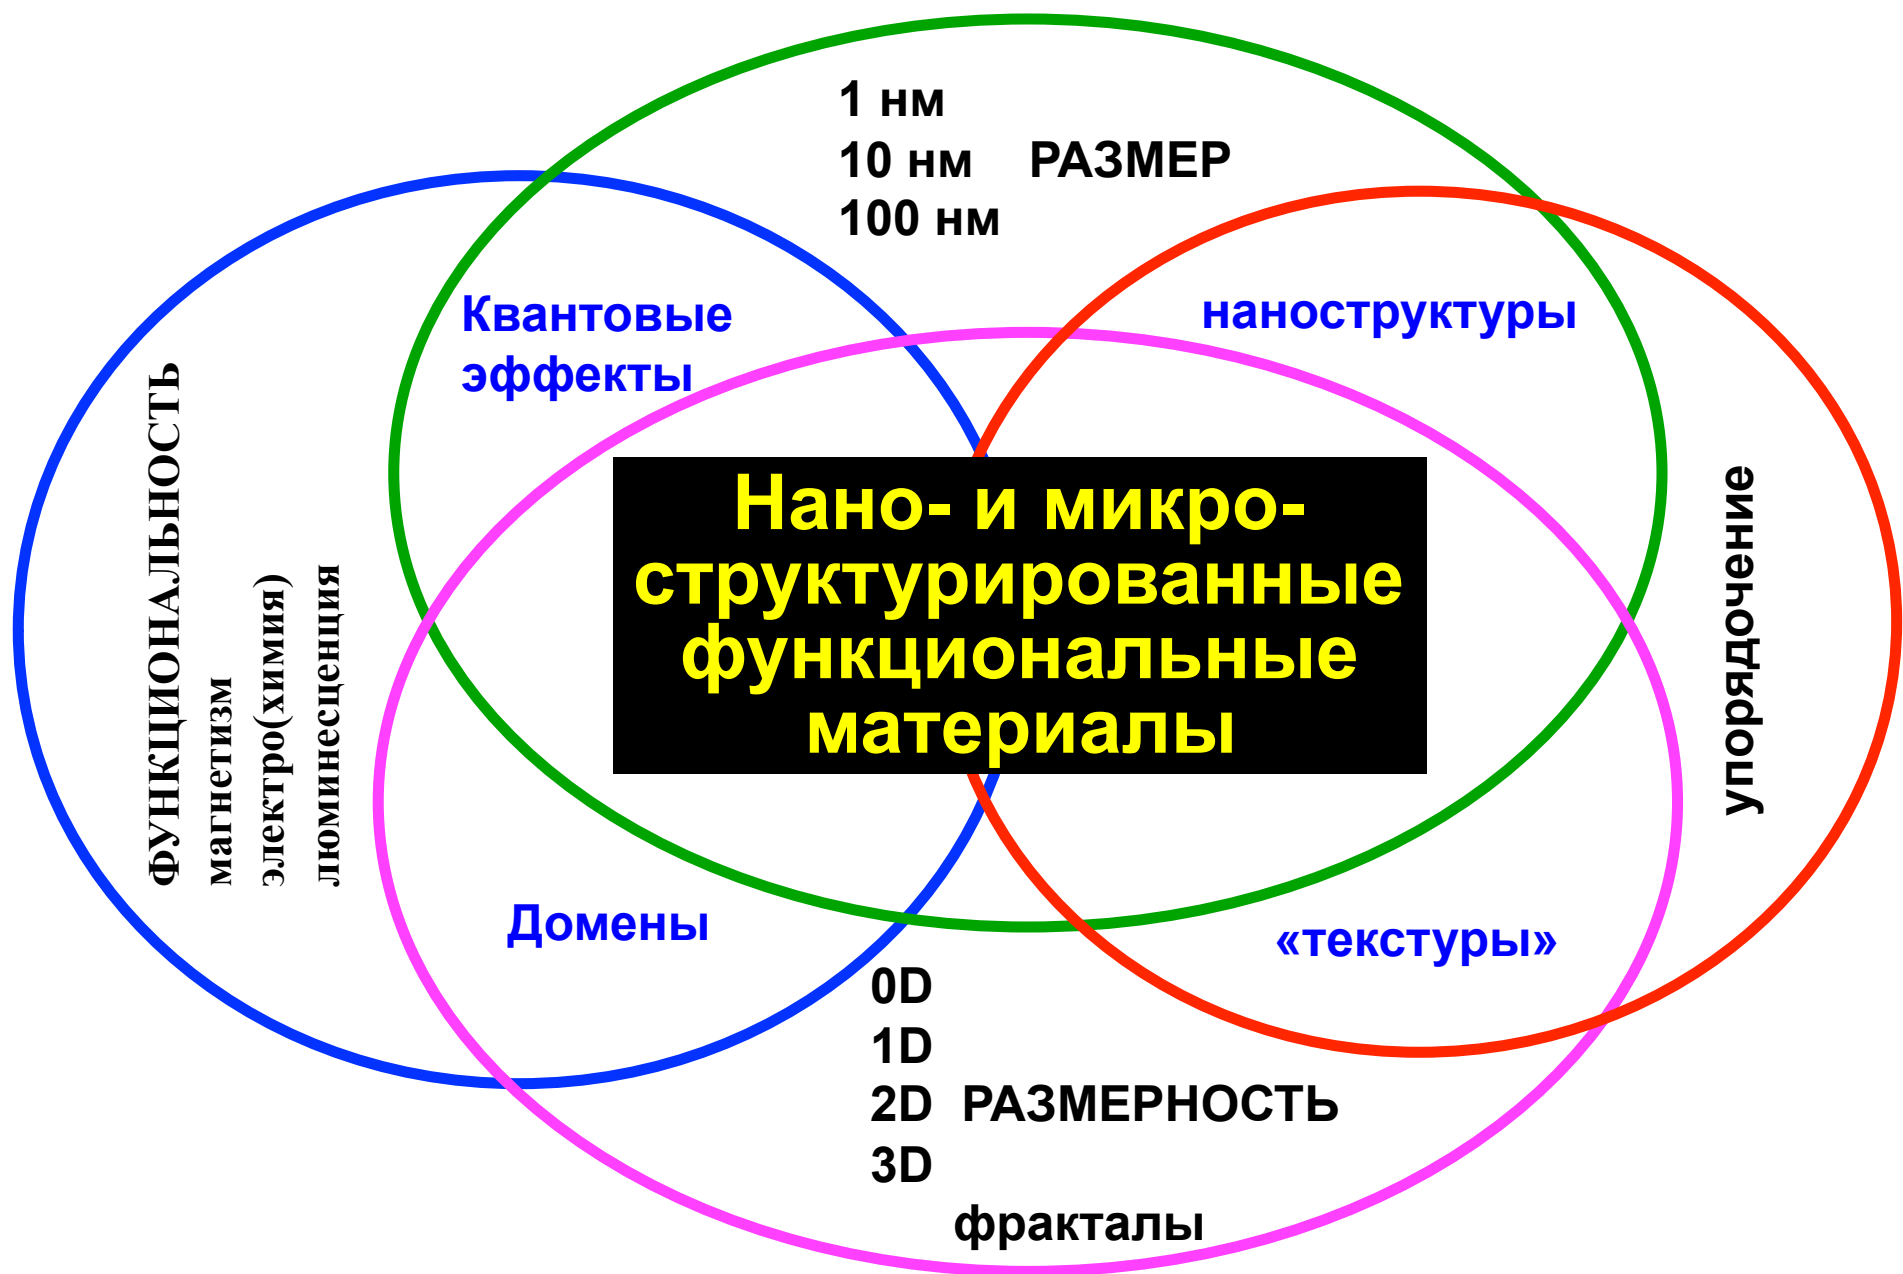 1 нм
10 нм РАЗМЕР
100 нм
Квантовые
эффекты
наноструктуры
ФУНКЦИОНАЛЬНОСТЬ
магнетизм
электро(химия)
люминесценция
Нано- и микро-
структурированные
функциональные
материалы
упорядочение
Домены
«текстуры»
0D
1D
2D РАЗМЕРНОСТЬ
3D
фракталы